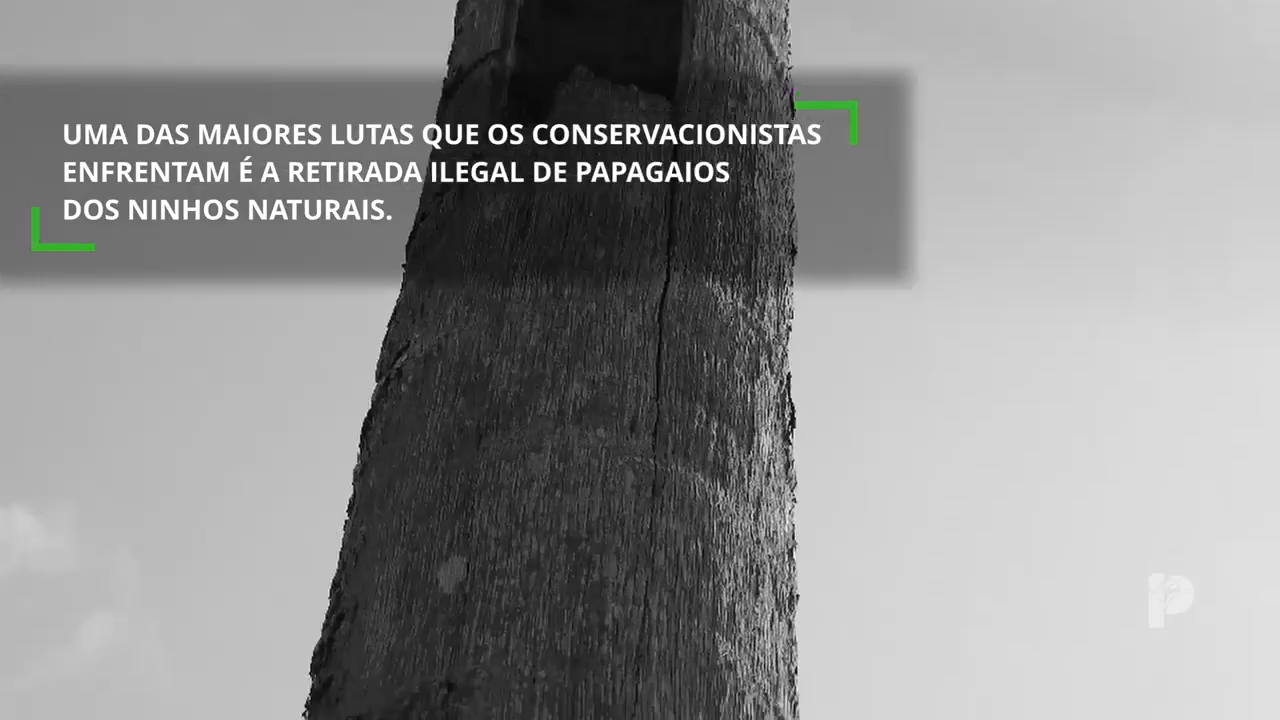 UMA DAS MAIORES LUTAS QUE OS CONSERVACIONISTAS
ENFRENTAM É A RETIRADA ILEGAL DE PAPAGAIOS
DOS NINHOS NATURAIS.